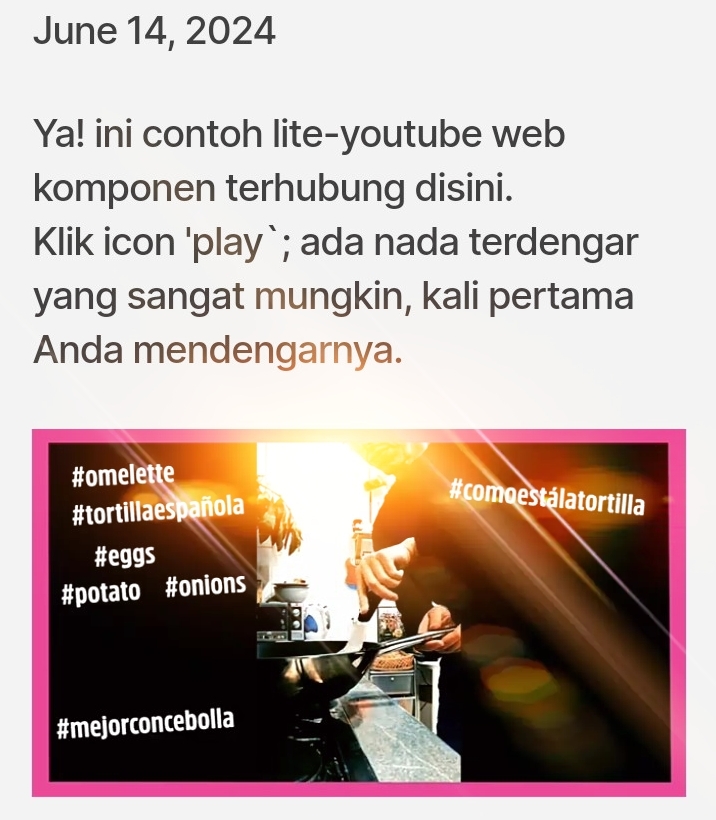 June 14, 2024
Ya! ini contoh lite-youtube web
komponen terhubung disini.
Klik icon 'play`; ada nada terdengar
yang sangat mungkin, kali pertama
Anda mendengarnya.
#omelette
#tortillaespañola
#eggs
#potato #onions
#mejorconcebolla
#comoestálatortilla